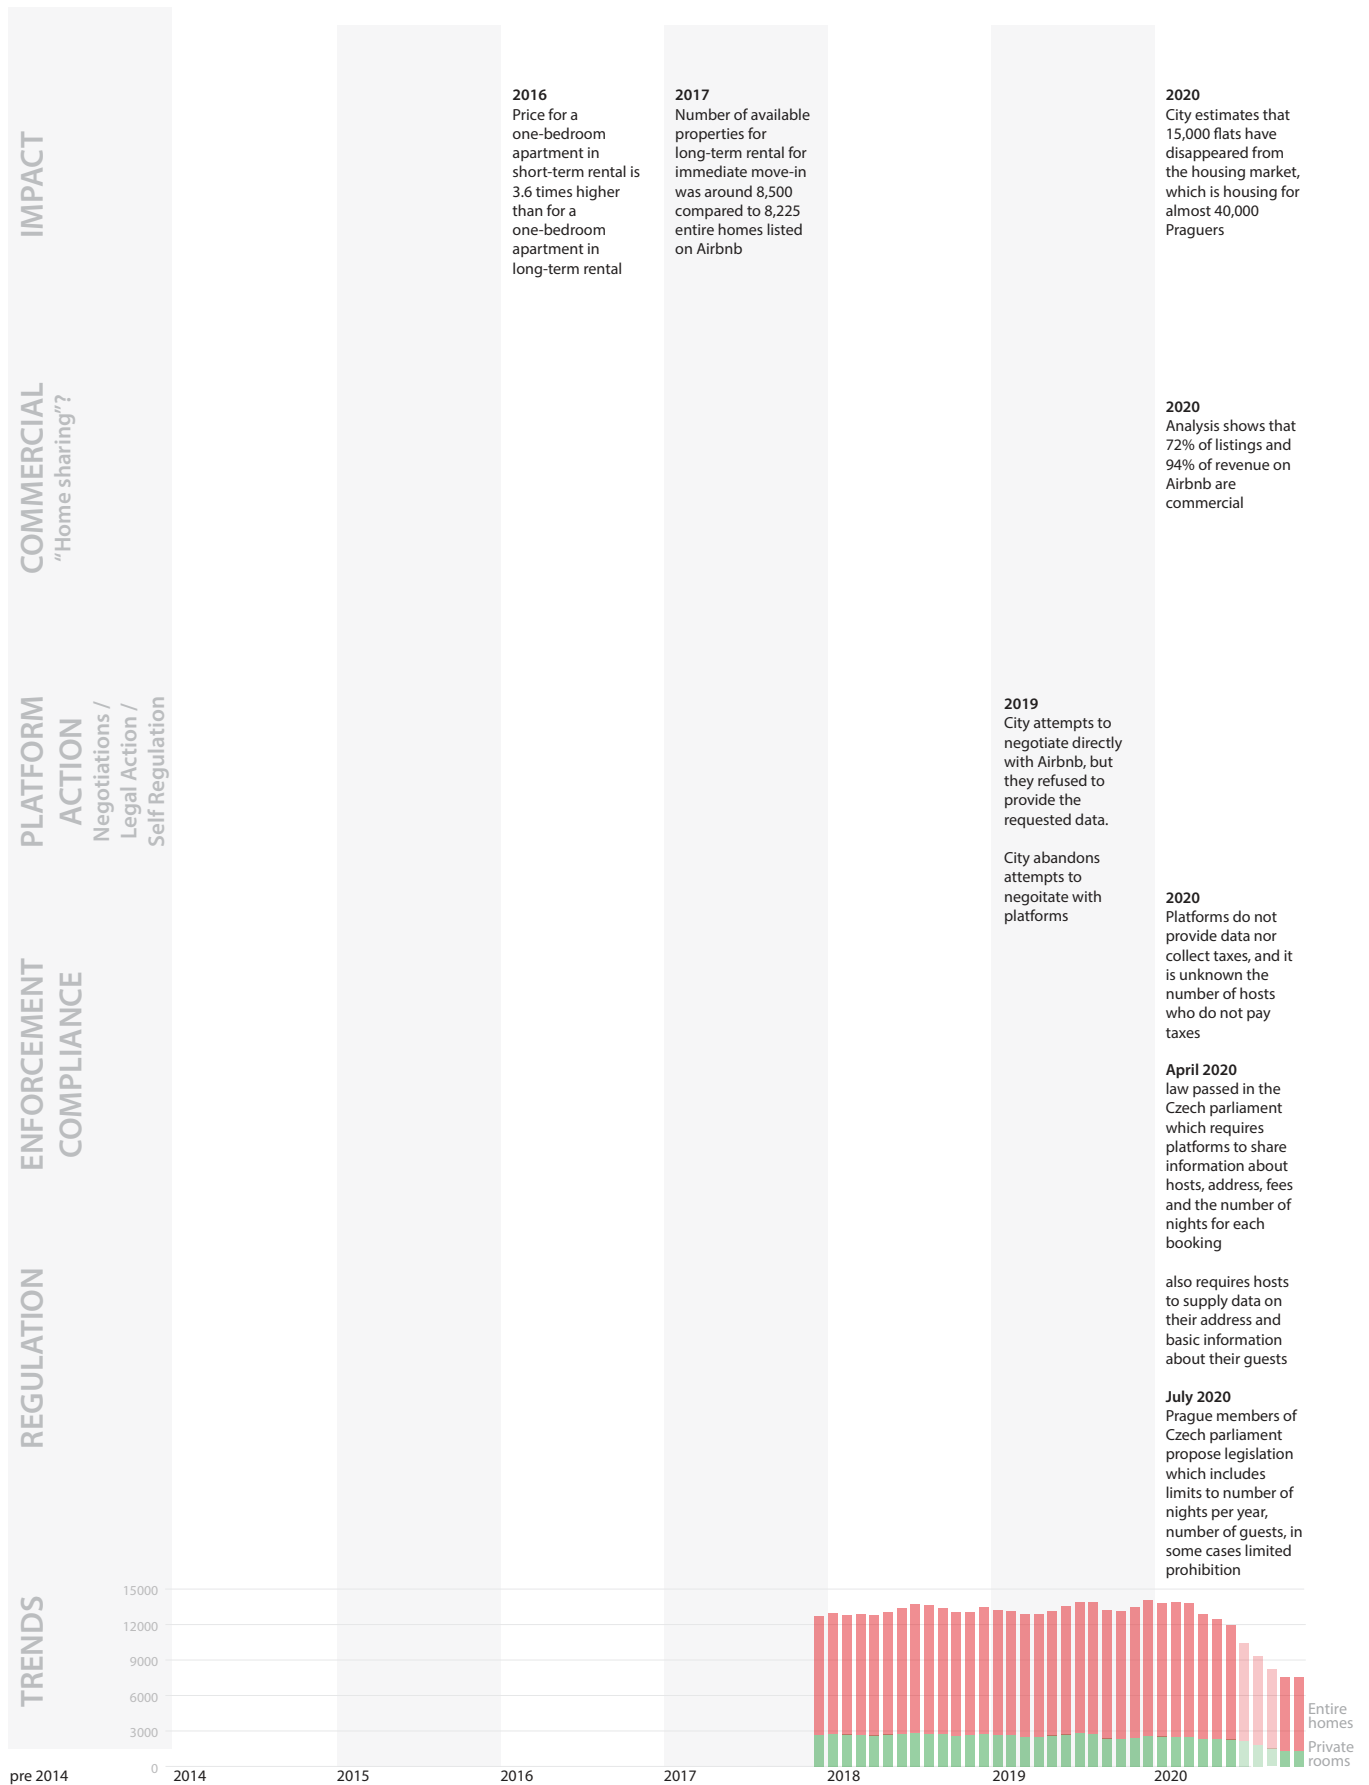 IMPACT
2016
Price for a
one-bedroom
apartment in
short-term rental is
3.6 times higher
than for a
one-bedroom
apartment in
long-term rental
2017
Number of available
properties for
long-term rental for
immediate move-in
was around 8,500
compared to 8,225
entire homes listed
on Airbnb
2020
City estimates that
15,000 flats have
disappeared from
the housing market,
which is housing for
almost 40,000
Praguers
COMMERCIAL
“Home sharing”?
2020
Analysis shows that
72% of listings and
94% of revenue on
Airbnb are
commercial
PLATFORM
ACTION
Negotiations /
Legal Action /
Self Regulation
2019
City attempts to
negotiate directly
with Airbnb, but
they refused to
provide the
requested data.
City abandons
attempts to
negoitate with
platforms
ENFORCEMENT
COMPLIANCE
2020
Platforms do not
provide data nor
collect taxes, and it
is unknown the
number of hosts
who do not pay
taxes
April 2020
law passed in the
Czech parliament
which requires
platforms to share
information about
hosts, address, fees
and the number of
nights for each
booking
also requires hosts
to supply data on
their address and
basic information
about their guests
REGULATION
July 2020
Prague members of
Czech parliament
propose legislation
which includes
limits to number of
nights per year,
number of guests, in
some cases limited
prohibition
TRENDS
15000
12000
9000
6000
3000
0
Entire
homes
Private
rooms
pre 2014
2014
2015
2016
2017
2018
2019
2020